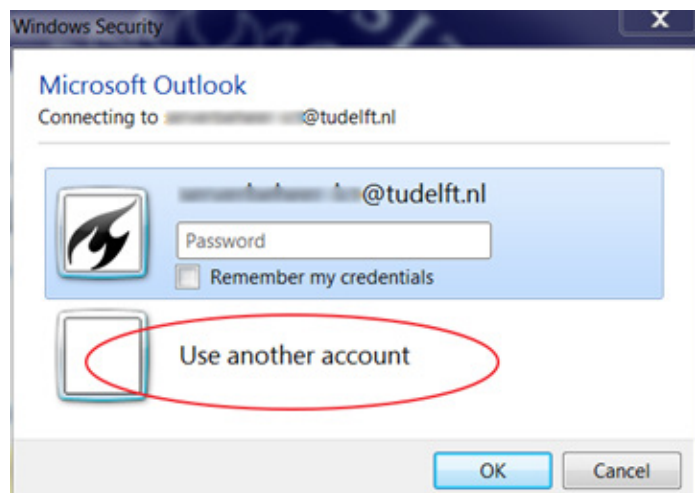 Windows Security
X
Microsoft Outlook
Connecting to @tudelft.nl
@tudelft.nl
Password
Remember my credentials
Use another account
OK
Cancel